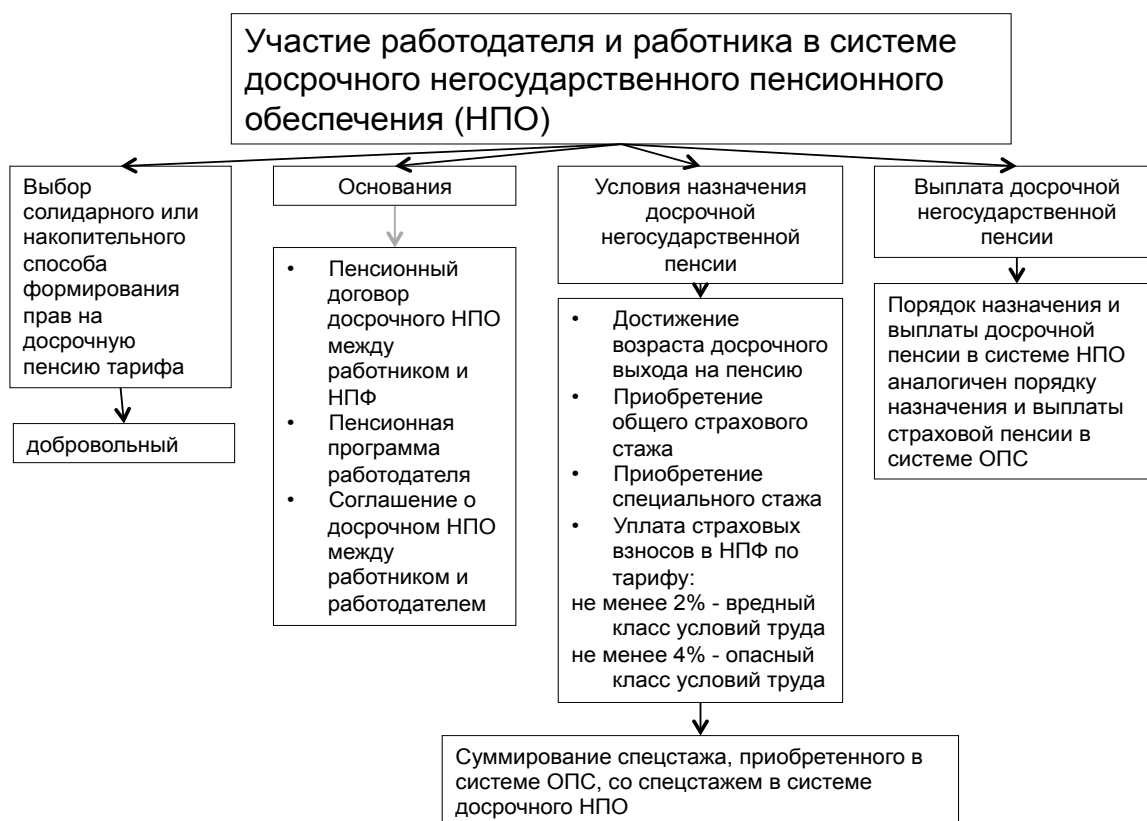 Участие работодателя и работника в системе
досрочного негосударственного пенсионного
обеспечения (НПО)
Выбор
солидарного или
накопительного
способа
формирования
прав на
досрочную
пенсию тарифа
добровольный
Основания
• Пенсионный
договор
досрочного НПО
между
работником и
НПФ
• Пенсионная
программа
работодателя
• Соглашение о
досрочном НПО
между
работником и
работодателем
Условия назначения
досрочной
негосударственной
пенсии
• Достижение
возраста досрочного
выхода на пенсию
• Приобретение
общего страхового
стажа
• Приобретение
специального стажа
• Уплата страховых
взносов в НПФ по
тарифу:
не менее 2% - вредный
класс условий труда
не менее 4% - опасный
класс условий труда
Суммирование спецстажа, приобретенного в
системе ОПС, со спецстажем в системе
досрочного НПО
Выплата досрочной
негосударственной
пенсии
Порядок назначения и
выплаты досрочной
пенсии в системе НПО
аналогичен порядку
назначения и выплаты
страховой пенсии в
системе ОПС